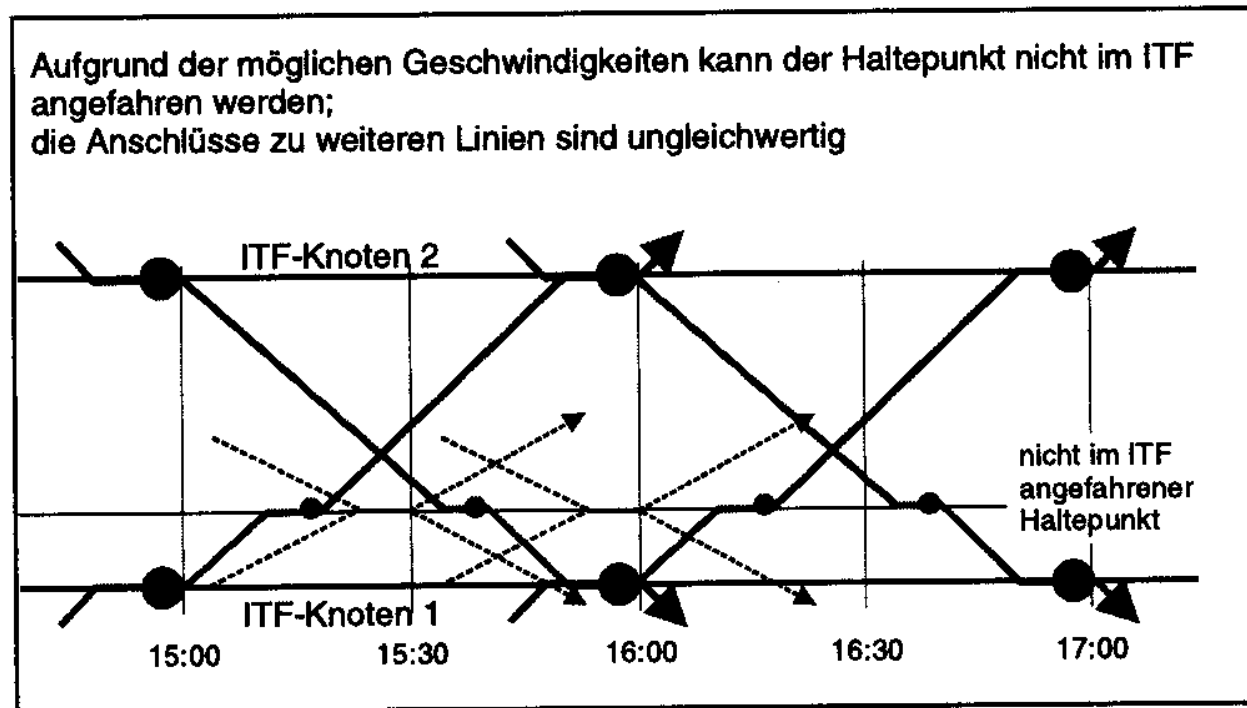 Aufgrund der möglichen Geschwindigkeiten kann der Haltepunkt nicht im ITF
angefahren werden;
die Anschlüsse zu weiteren Linien sind ungleichwertig
ITF-Knoten 2
nicht im ITF
angefahrener
Haltepunkt
ITF-Knoten 1
15:00
15:30
16:00
16:30
17:00